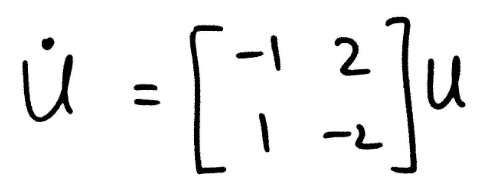 u̇ = [ -1 2 ] u
[ 1 -2 ]